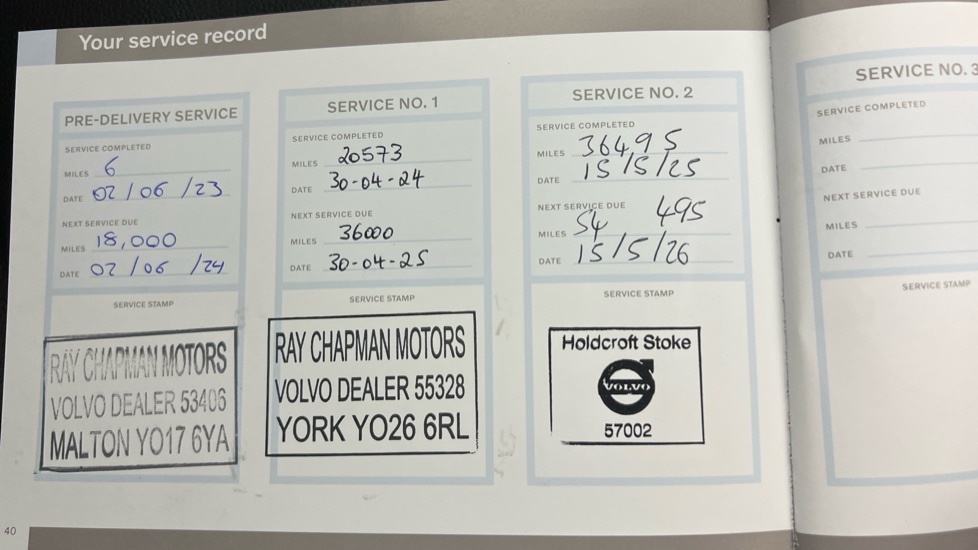 Your service record
PRE-DELIVERY SERVICE
SERVICE COMPLETED
MILES 6
DATE 02/06/23
NEXT SERVICE DUE
MILES 18,000
DATE 02/06/24
SERVICE STAMP
RAY CHAPMAN MOTORS
VOLVO DEALER 53406
MALTON YO17 6YA
SERVICE NO. 1
SERVICE COMPLETED
MILES 20573
DATE 30-04-24
NEXT SERVICE DUE
MILES 36000
DATE 30-04-25
SERVICE STAMP
RAY CHAPMAN MOTORS
VOLVO DEALER 55328
YORK YO26 6RL
SERVICE NO. 2
SERVICE COMPLETED
MILES 36495
DATE 15/5/25
NEXT SERVICE DUE
MILES 54 495
DATE 15/5/26
SERVICE STAMP
Holdcroft Stoke
VOLVO
57002
SERVICE NO. 3
SERVICE COMPLETED
MILES
DATE
NEXT SERVICE DUE
MILES
DATE
SERVICE STAMP
40